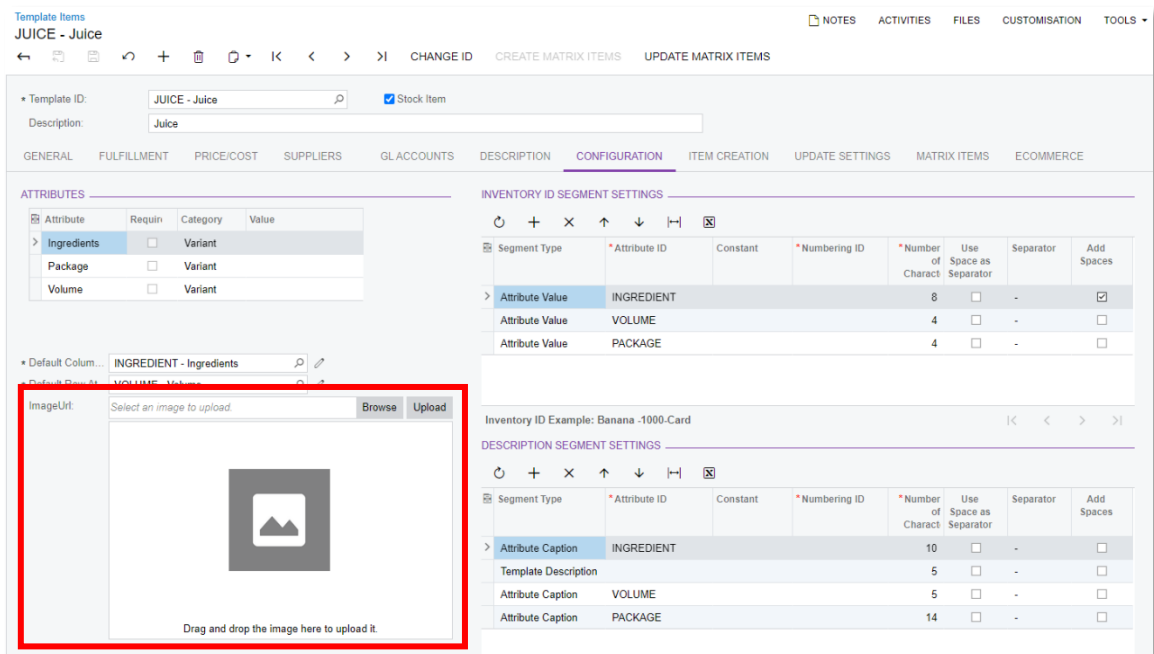 Template Items
JUICE - Juice
NOTES ACTIVITIES FILES CUSTOMISATION TOOLS
CHANGE ID CREATE MATRIX ITEMS UPDATE MATRIX ITEMS
* Template ID: JUICE - Juice Stock Item
Description: Juice
GENERAL FULFILLMENT PRICE/COST SUPPLIERS GL ACCOUNTS DESCRIPTION CONFIGURATION ITEM CREATION UPDATE SETTINGS MATRIX ITEMS ECOMMERCE
ATTRIBUTES
Attribute Requir Category Value
Ingredients Variant
Package Variant
Volume Variant
* Default Colum... INGREDIENT - Ingredients
* Default Row At... VOLUME - Volume
ImageUrl: Select an image to upload. Browse Upload
Drag and drop the image here to upload it.
INVENTORY ID SEGMENT SETTINGS
Segment Type *Attribute ID Constant *Numbering ID *Number of Charact Use Space as Separator Separator Add Spaces
Attribute Value INGREDIENT 8 -
Attribute Value VOLUME 4 -
Attribute Value PACKAGE 4 -
Inventory ID Example: Banana -1000-Card
DESCRIPTION SEGMENT SETTINGS
Segment Type *Attribute ID Constant *Numbering ID *Number of Charact Use Space as Separator Separator Add Spaces
Attribute Caption INGREDIENT 10 -
Template Description 5 -
Attribute Caption VOLUME 5 -
Attribute Caption PACKAGE 14 -